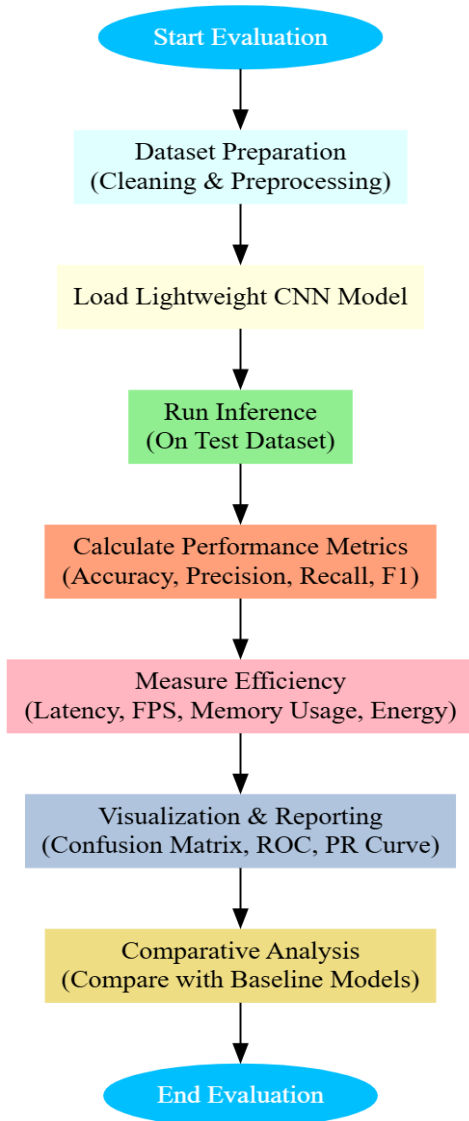 Start Evaluation
Dataset Preparation
(Cleaning & Preprocessing)
Load Lightweight CNN Model
Run Inference
(On Test Dataset)
Calculate Performance Metrics
(Accuracy, Precision, Recall, F1)
Measure Efficiency
(Latency, FPS, Memory Usage, Energy)
Visualization & Reporting
(Confusion Matrix, ROC, PR Curve)
Comparative Analysis
(Compare with Baseline Models)
End Evaluation